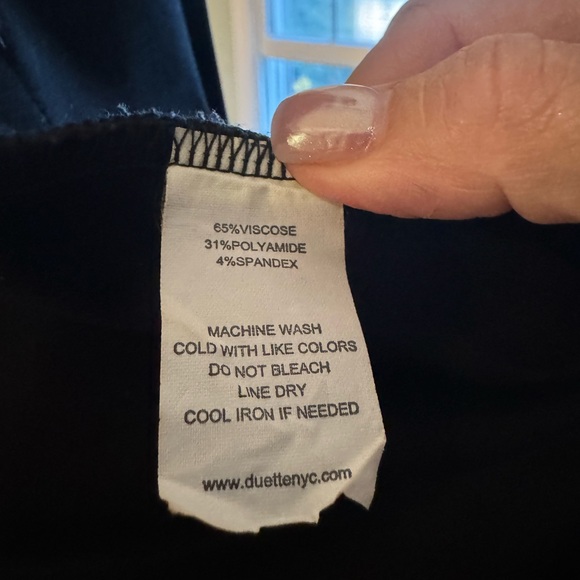 65%VISCOSE
31%POLYAMIDE
4%SPANDEX
MACHINE WASH
COLD WITH LIKE COLORS
DO NOT BLEACH
LINE DRY
COOL IRON IF NEEDED
www.duettenyc.com